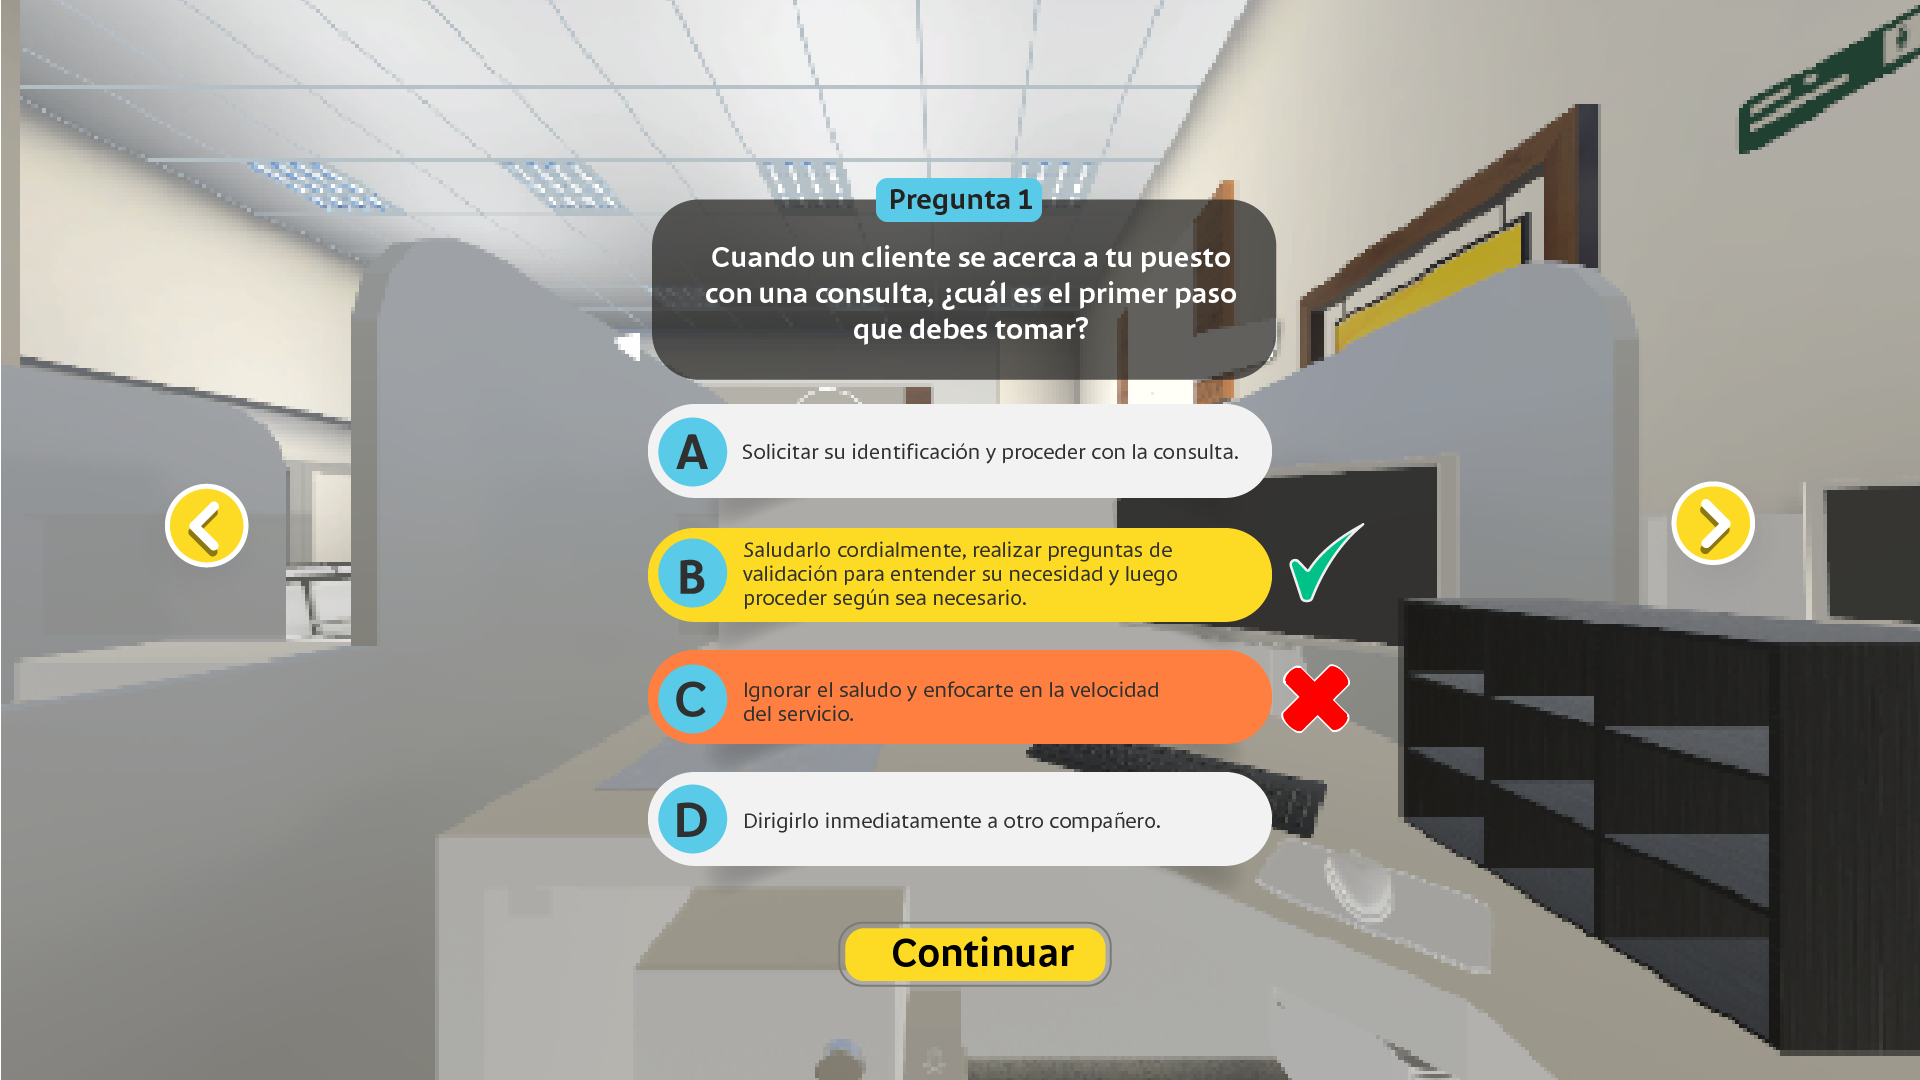 Pregunta 1
Cuando un cliente se acerca a tu puesto
con una consulta, ¿cuál es el primer paso
que debes tomar?
A
Solicitar su identificación y proceder con la consulta.
B
Saludarlo cordialmente, realizar preguntas de
validación para entender su necesidad y luego
proceder según sea necesario.
C
Ignorar el saludo y enfocarte en la velocidad
del servicio.
D
Dirigirlo inmediatamente a otro compañero.
Continuar